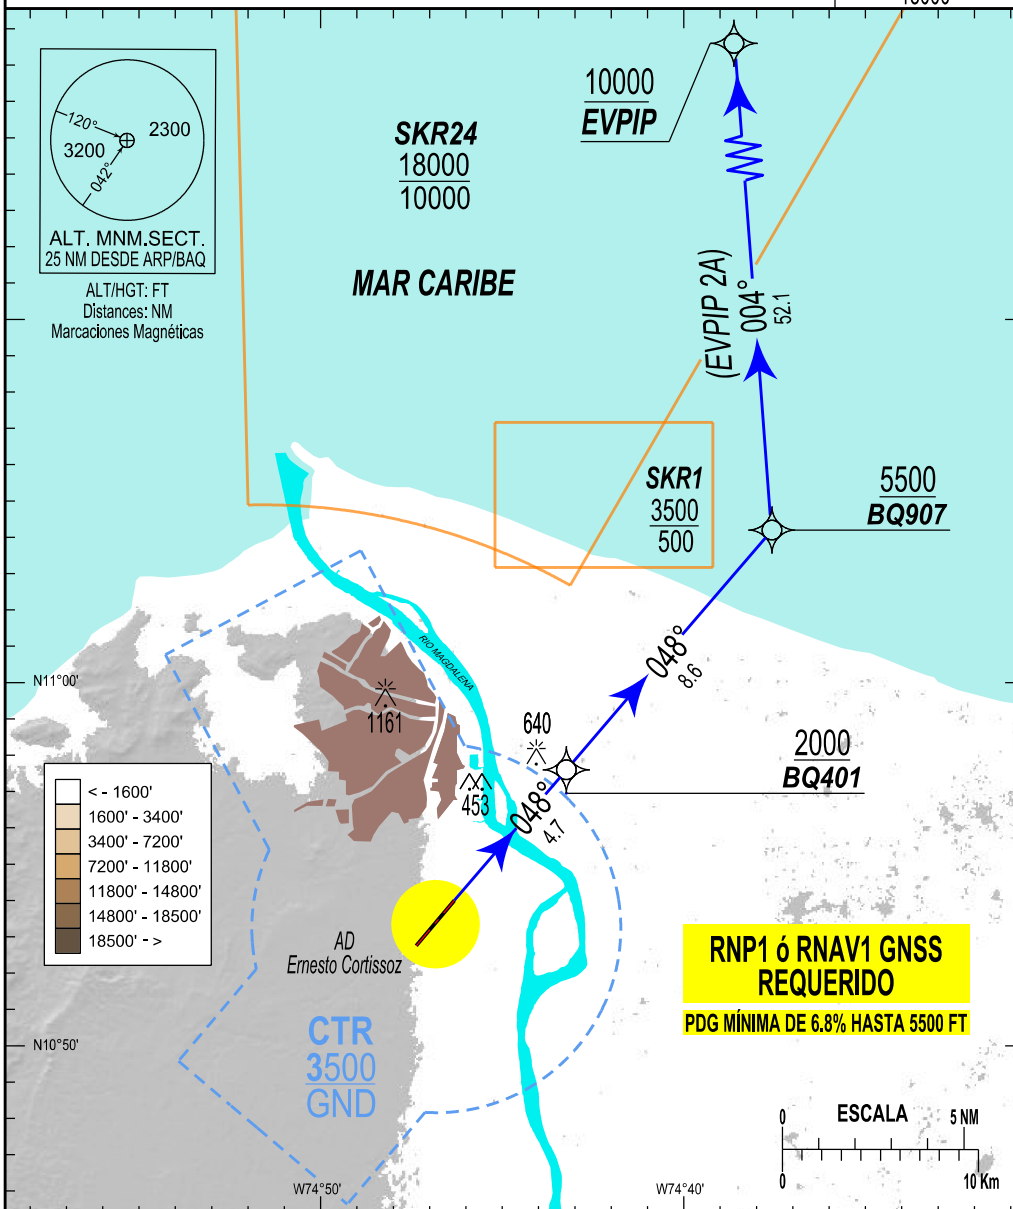 120°
2300
3200
042°
ALT. MNM.SECT.
25 NM DESDE ARP/BAQ
ALT/HGT: FT
Distances: NM
Marcaciones Magnéticas
SKR24
18000
10000
MAR CARIBE
10000
EVPIP
(EVPIP 2A)
004°
52.1
SKR1
3500
500
5500
BQ907
048°
8.6
RIO MAGDALENA
N11°00'
1161
640
453
2000
BQ401
048°
4.7
< - 1600'
1600' - 3400'
3400' - 7200'
7200' - 11800'
11800' - 14800'
14800' - 18500'
18500' - >
AD
Ernesto Cortissoz
RNP1 ó RNAV1 GNSS
REQUERIDO
PDG MÍNIMA DE 6.8% HASTA 5500 FT
N10°50'
CTR
3500
GND
ESCALA
0 5 NM
0 10 Km
W74°50'
W74°40'